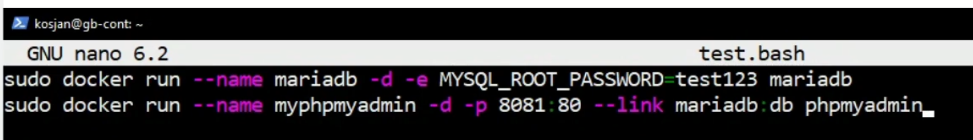 kosjan@gb-cont: ~
GNU nano 6.2 test.bash
sudo docker run --name mariadb -d -e MYSQL_ROOT_PASSWORD=test123 mariadb
sudo docker run --name myphpmyadmin -d -p 8081:80 --link mariadb:db phpmyadmin